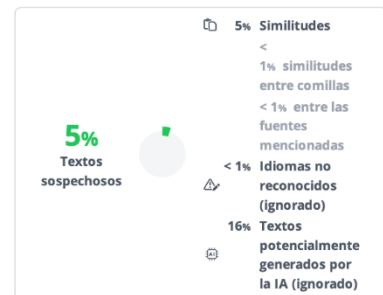 5% Similitudes
<
1% similitudes
entre comillas
< 1% entre las
fuentes
mencionadas
5%
Textos
sospechosos
< 1% Idiomas no
reconocidos
(ignorado)
16% Textos
potencialmente
generados por
la IA (ignorado)
AI